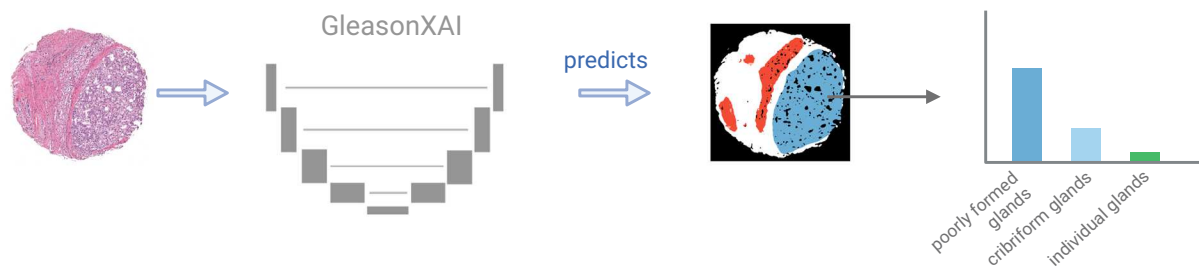 GleasonXAI
predicts
poorly formed
glands
cribriform glands
individual glands